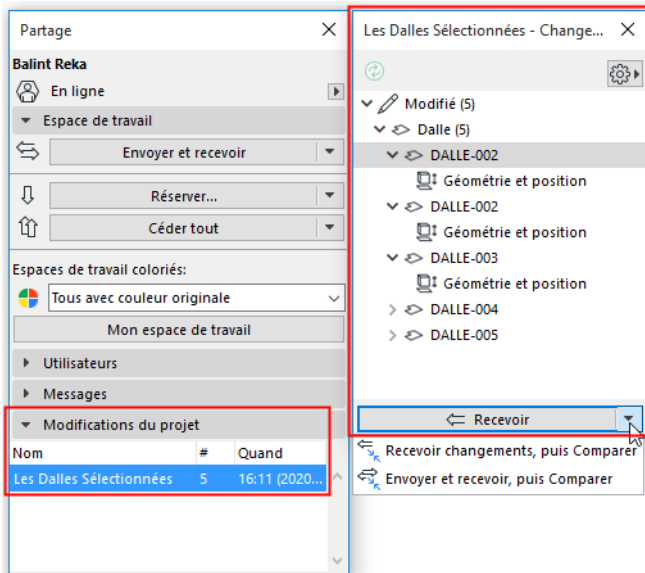 Partage
Balint Reka
En ligne
Espace de travail
Envoyer et recevoir
Réserver...
Céder tout
Espaces de travail coloriés:
Tous avec couleur originale
Mon espace de travail
Utilisateurs
Messages
Modifications du projet
Nom # Quand
Les Dalles Sélectionnées 5 16:11 (2020...
Les Dalles Sélectionnées - Change...
Modifié (5)
Dalle (5)
DALLE-002
Géométrie et position
DALLE-002
Géométrie et position
DALLE-003
Géométrie et position
DALLE-004
DALLE-005
Recevoir
Recevoir changements, puis Comparer
Envoyer et recevoir, puis Comparer